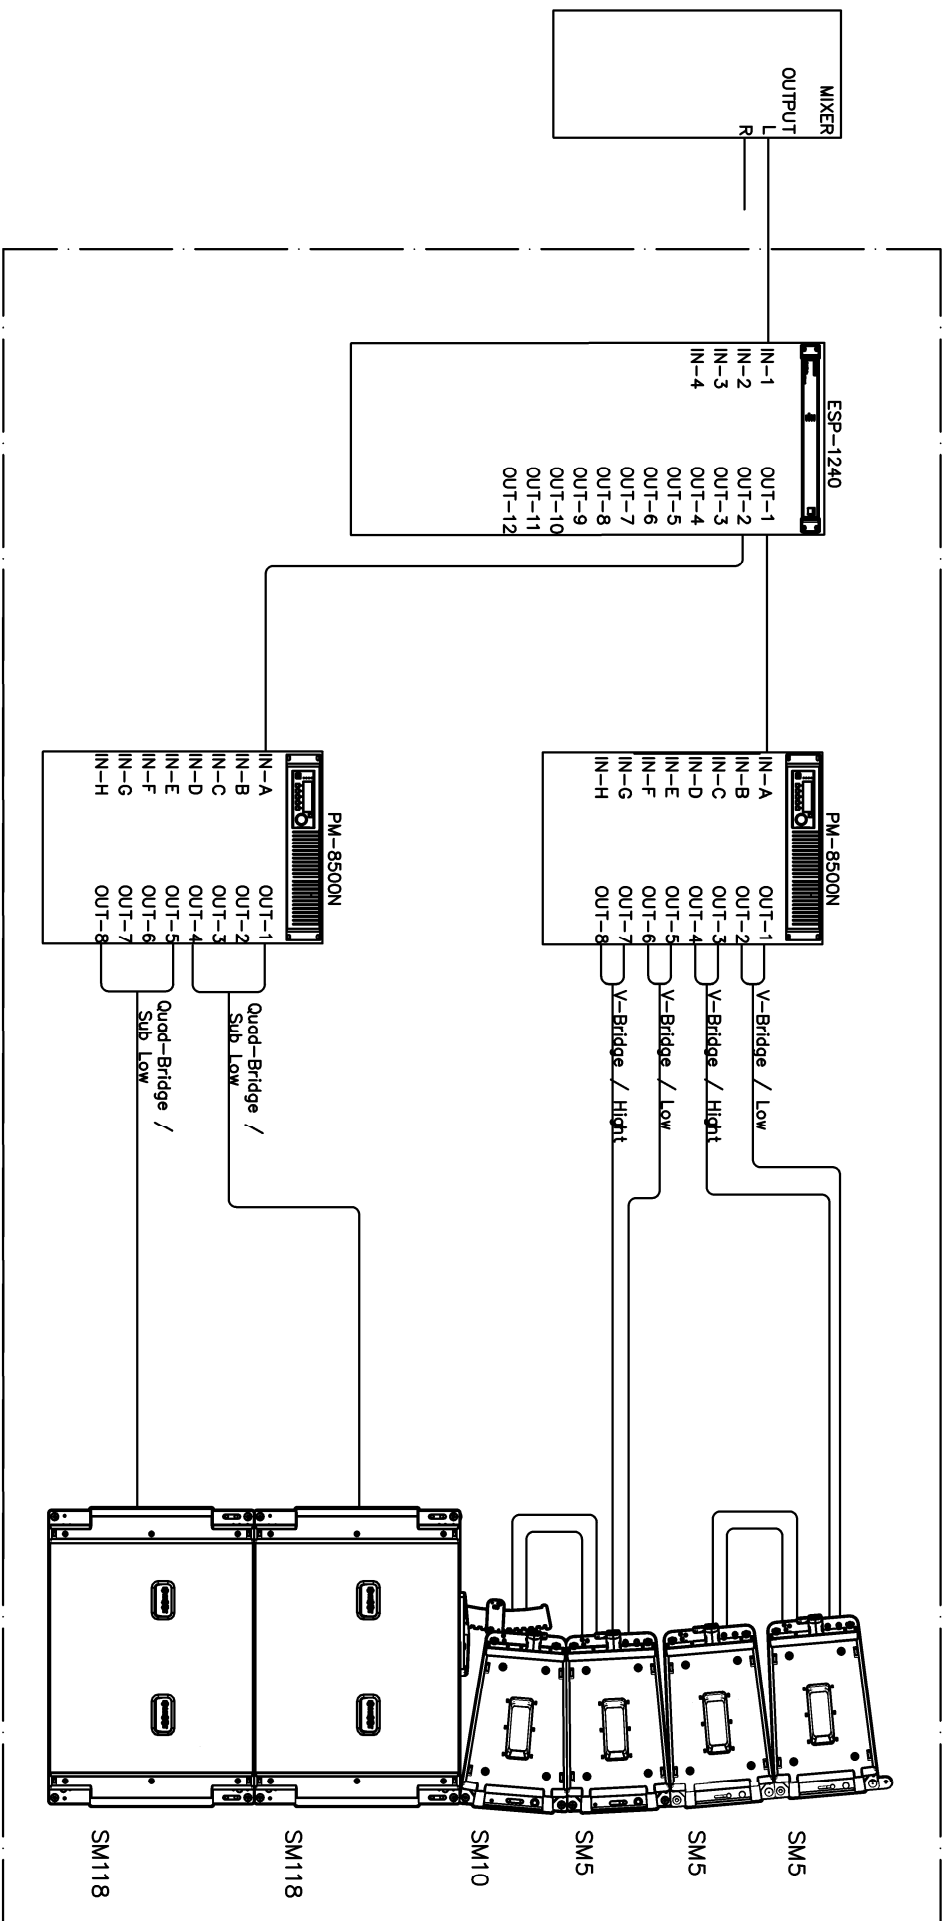 MIXER
OUTPUT
L
R
ESP-1240
IN-1
IN-2
IN-3
IN-4
OUT-1
OUT-2
OUT-3
OUT-4
OUT-5
OUT-6
OUT-7
OUT-8
OUT-9
OUT-10
OUT-11
OUT-12
PM-8500N
IN-A
IN-B
IN-C
IN-D
IN-E
IN-F
IN-G
IN-H
OUT-1
OUT-2
OUT-3
OUT-4
OUT-5
OUT-6
OUT-7
OUT-8
V-Bridge / Low
V-Bridge / Hight
V-Bridge / Low
V-Bridge / Hight
SM5
SM5
SM5
SM10
PM-8500N
IN-A
IN-B
IN-C
IN-D
IN-E
IN-F
IN-G
IN-H
OUT-1
OUT-2
OUT-3
OUT-4
OUT-5
OUT-6
OUT-7
OUT-8
Quad-Bridge /
Sub Low
Quad-Bridge /
Sub Low
SM118
SM118